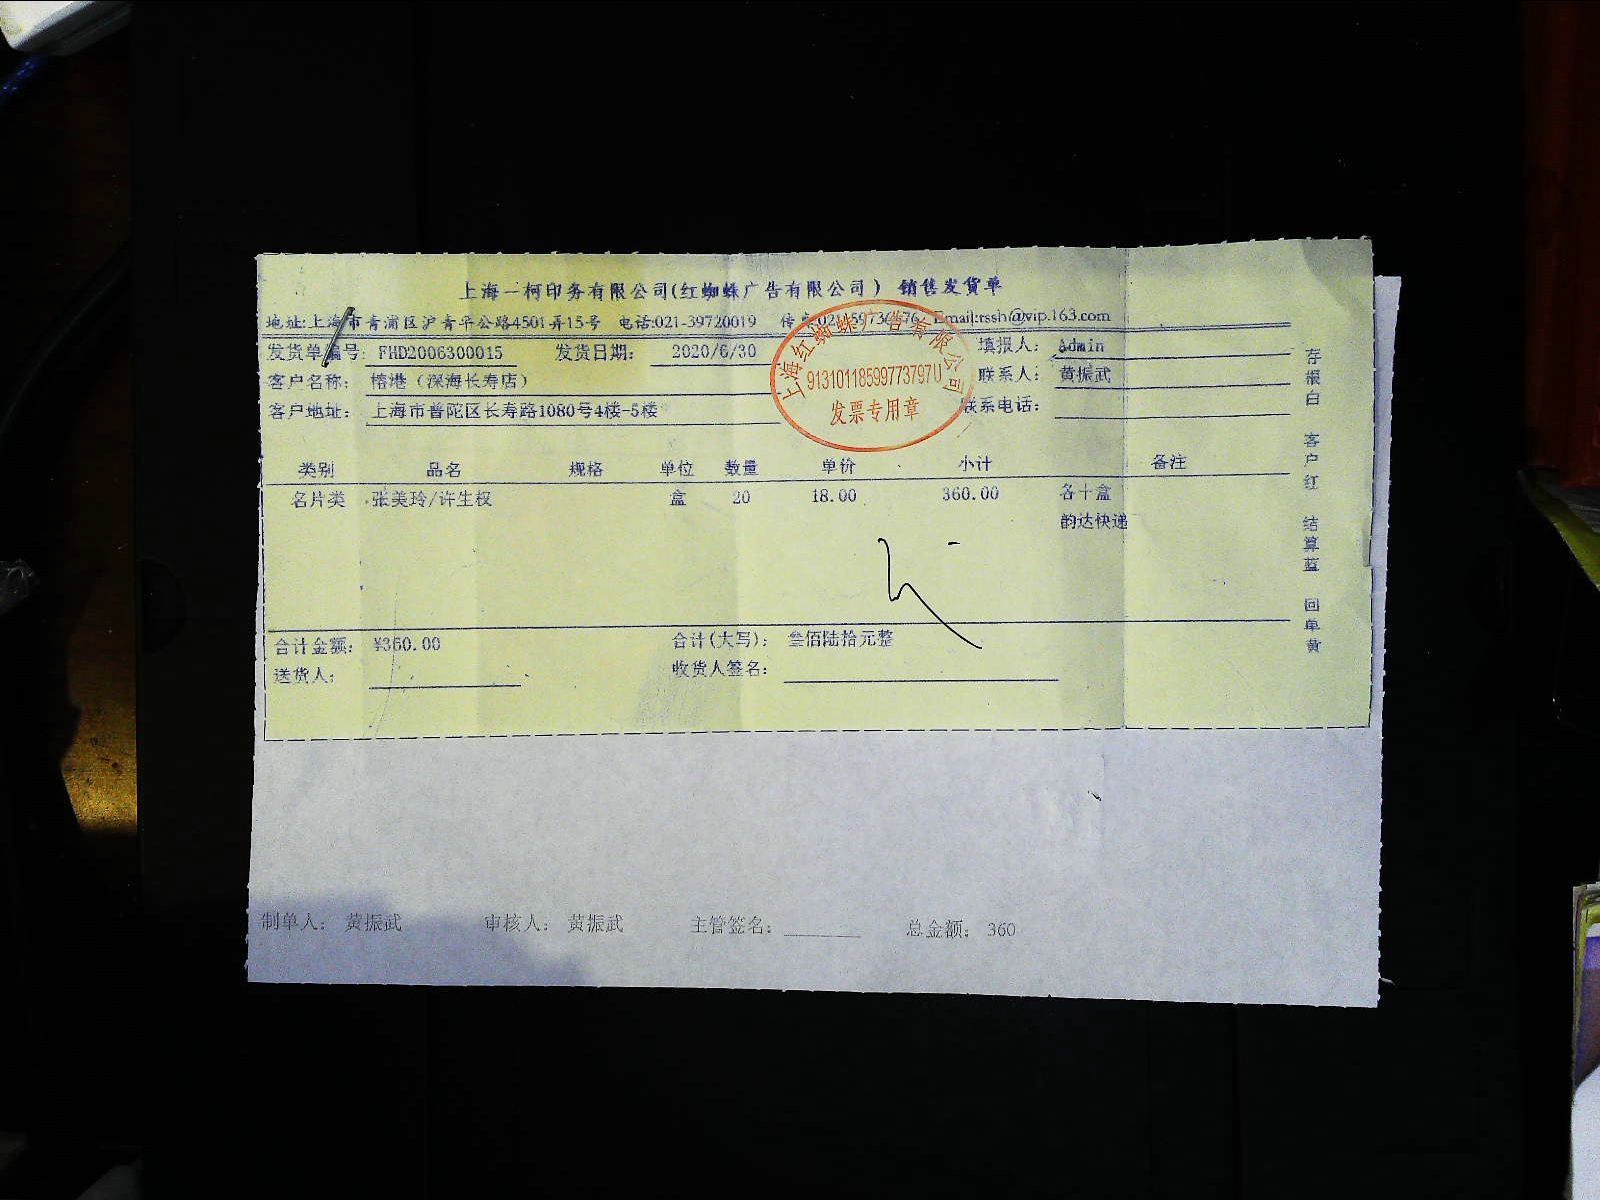 上海一柯印务有限公司(红蜘蛛广告有限公司) 销售发货单
地址:上海市青浦区沪青平公路4501弄15号 电话:021-39720019 Email:rssh@vip.163.com
发货单编号: FHD2006300015 发货日期: 2020/6/30 填报人: Admin
客户名称: 榕港(深海长寿店) 联系人: 黄振武
客户地址: 上海市普陀区长寿路1080号4楼-5楼 联系电话:
上海红蜘蛛广告有限公司
91310118599773797U
发票专用章
类别 品名 规格 单位 数量 单价 小计 备注
名片类 张美玲/许生权 盒 20 18.00 360.00 各十盒
韵达快递
合计金额: ¥360.00 合计(大写): 叁佰陆拾元整
送货人: 收货人签名:
存根白 客户红 结算蓝 回单黄
制单人: 黄振武 审核人: 黄振武 主管签名: 总金额: 360